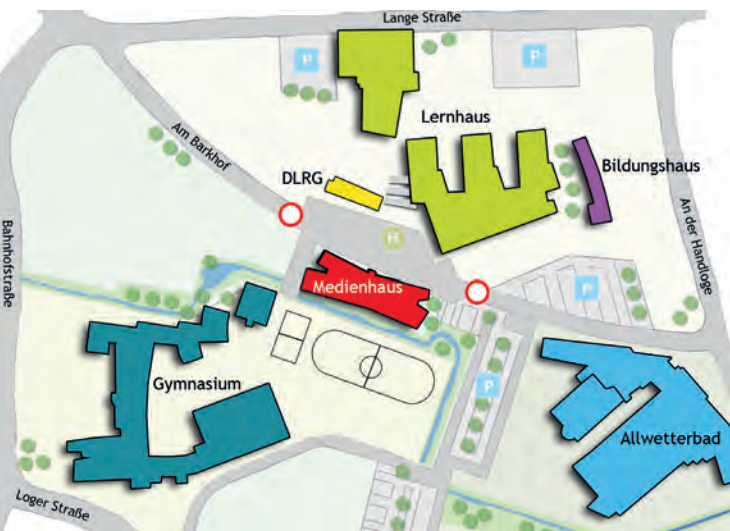 Lange Straße
P
P
Lernhaus
Am Barkhof
DLRG
Bildungshaus
An der Handloge
H
Bahnhofstraße
Medienhaus
P
Gymnasium
P
Allwetterbad
Loger Straße